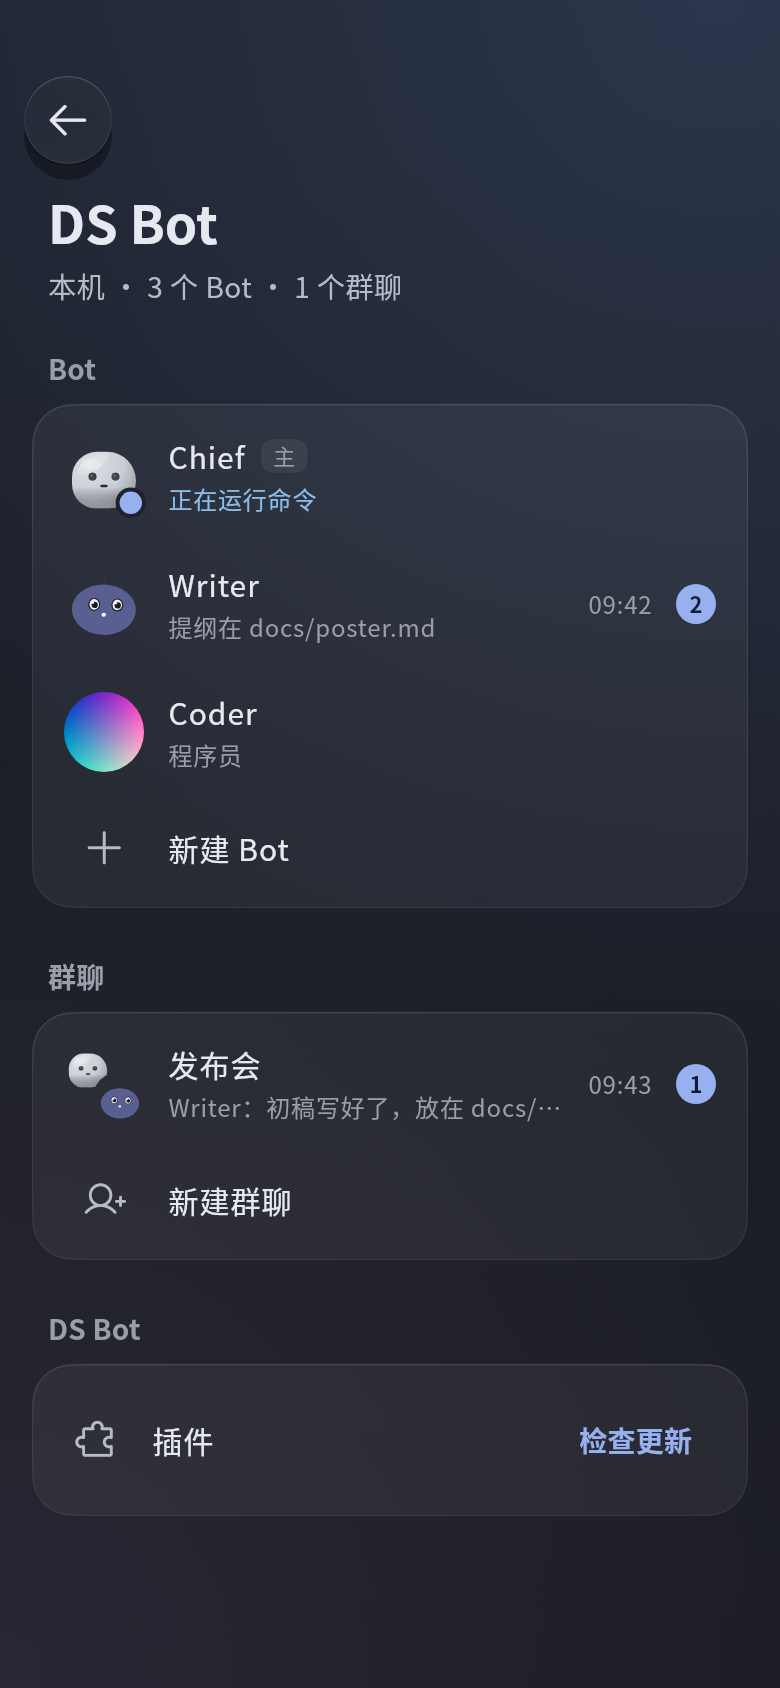 DS Bot
本机 · 3 个 Bot · 1 个群聊
Bot
Chief 主
正在运行命令
Writer
提纲在 docs/poster.md
09:42 2
Coder
程序员
新建 Bot
群聊
发布会
Writer：初稿写好了，放在 docs/…
09:43 1
新建群聊
DS Bot
插件 检查更新